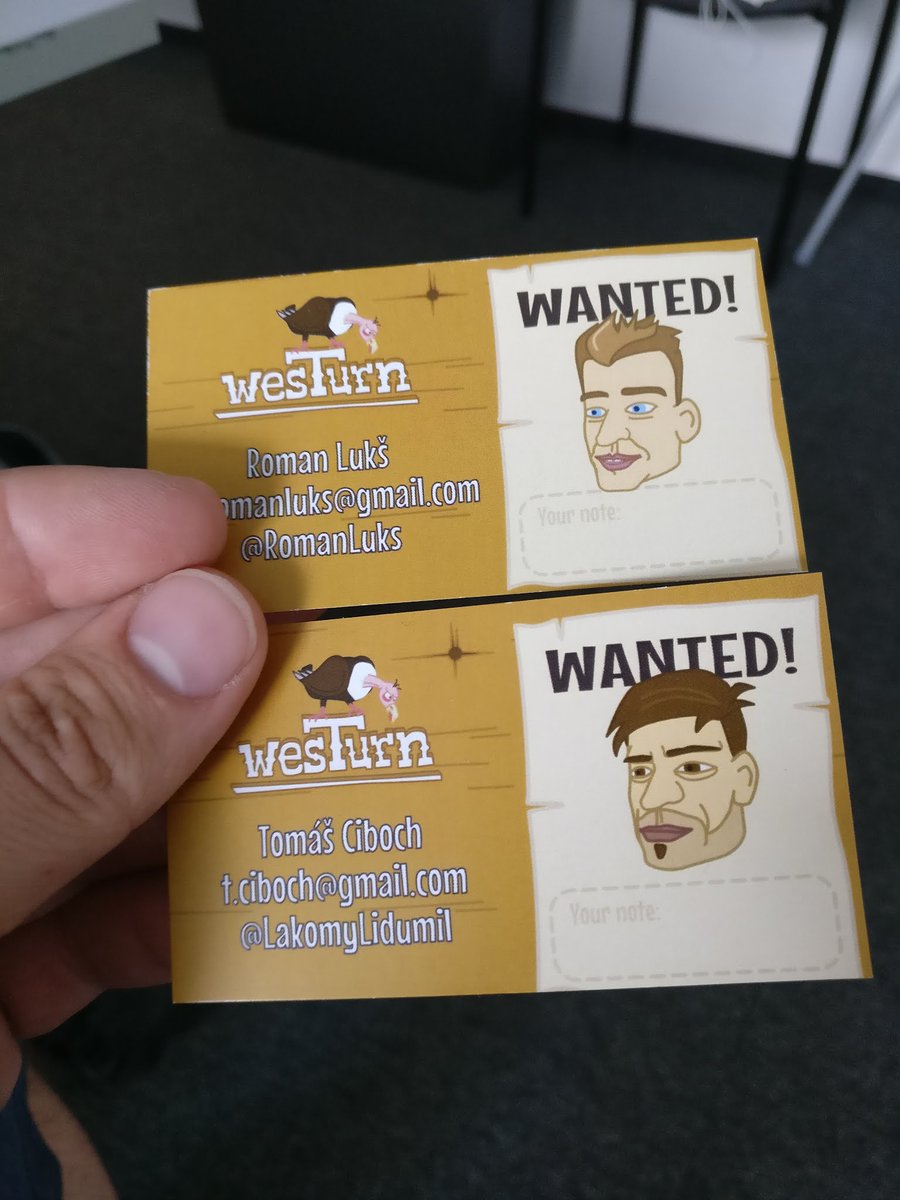 WANTED!
wesTurn
Roman Lukš
@gmail.com
@RomanLuks
Your note:
WANTED!
wesTurn
Tomáš Ciboch
t.ciboch@gmail.com
@LakomyLidumil
Your note: